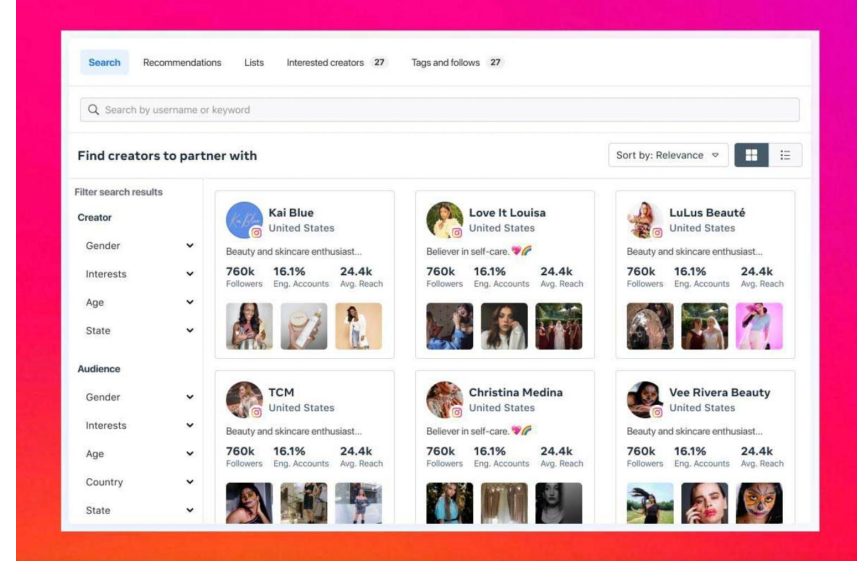 Search Recommendations Lists Interested creators 27 Tags and follows 27
Search by username or keyword
Find creators to partner with
Sort by: Relevance
Filter search results
Creator
Gender
Interests
Age
State
Audience
Gender
Interests
Age
Country
State
Kai Blue
United States
Beauty and skincare enthusiast...
760k 16.1% 24.4k
Followers Eng. Accounts Avg. Reach
Love It Louisa
United States
Believer in self-care. 💖🌈
760k 16.1% 24.4k
Followers Eng. Accounts Avg. Reach
LuLus Beauté
United States
Beauty and skincare enthusiast...
760k 16.1% 24.4k
Followers Eng. Accounts Avg. Reach
TCM
United States
Beauty and skincare enthusiast...
760k 16.1% 24.4k
Followers Eng. Accounts Avg. Reach
Christina Medina
United States
Believer in self-care. 💖🌈
760k 16.1% 24.4k
Followers Eng. Accounts Avg. Reach
Vee Rivera Beauty
United States
Beauty and skincare enthusiast...
760k 16.1% 24.4k
Followers Eng. Accounts Avg. Reach